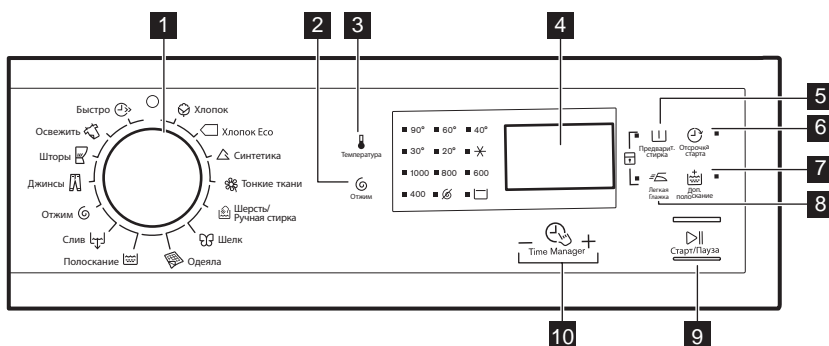 1
2
3
4
5
6
7
8
9
10
Быстро
Освежить
Шторы
Джинсы
Отжим
Слив
Полоскание
Хлопок
Хлопок Eco
Синтетика
Тонкие ткани
Шерсть/
Ручная стирка
Шелк
Одеяла
Температура
Отжим
90° 60° 40°
30° 20°
1000 800 600
400
Предварит.
стирка
Отсрочка
старта
Легкая
Глажка
Доп.
полоскание
− Time Manager +
Старт/Пауза